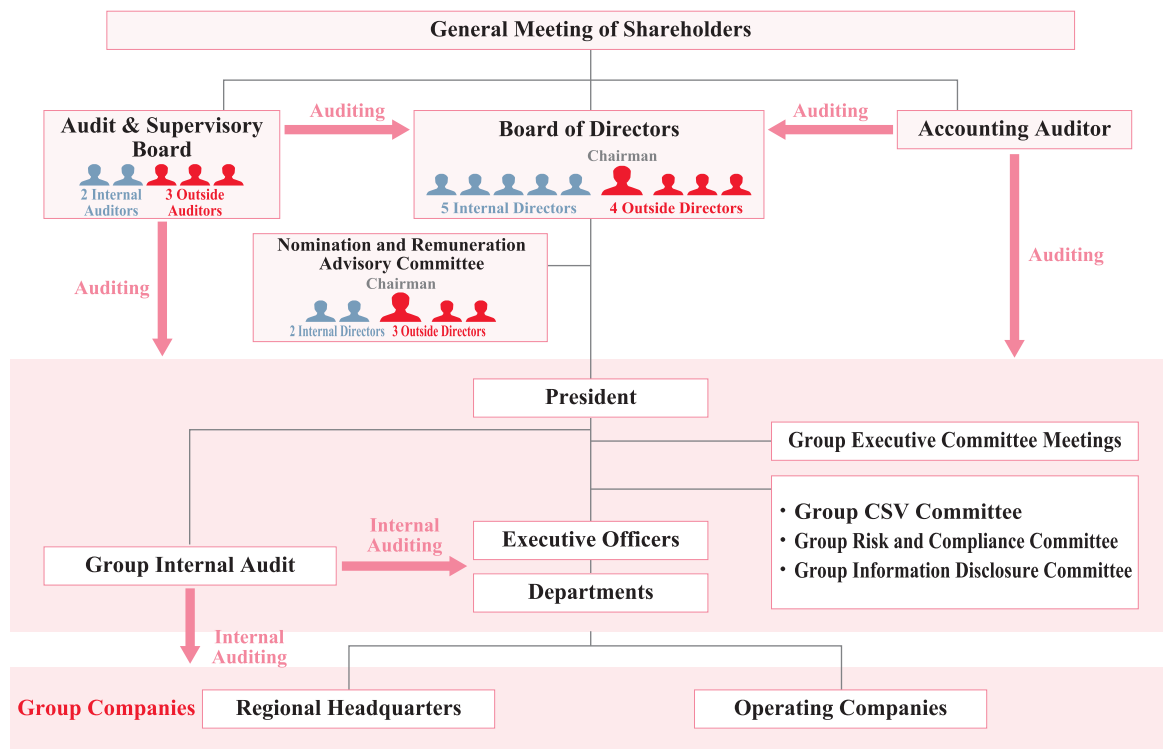 General Meeting of Shareholders
Auditing
Auditing
Audit & Supervisory
Board
2 Internal
Auditors
3 Outside
Auditors
Board of Directors
Chairman
5 Internal Directors
4 Outside Directors
Accounting Auditor
Nomination and Remuneration
Advisory Committee
Chairman
2 Internal Directors
3 Outside Directors
Auditing
Auditing
President
Group Executive Committee Meetings
・Group CSV Committee
・Group Risk and Compliance Committee
・Group Information Disclosure Committee
Internal
Auditing
Executive Officers
Group Internal Audit
Departments
Internal
Auditing
Group Companies
Regional Headquarters
Operating Companies